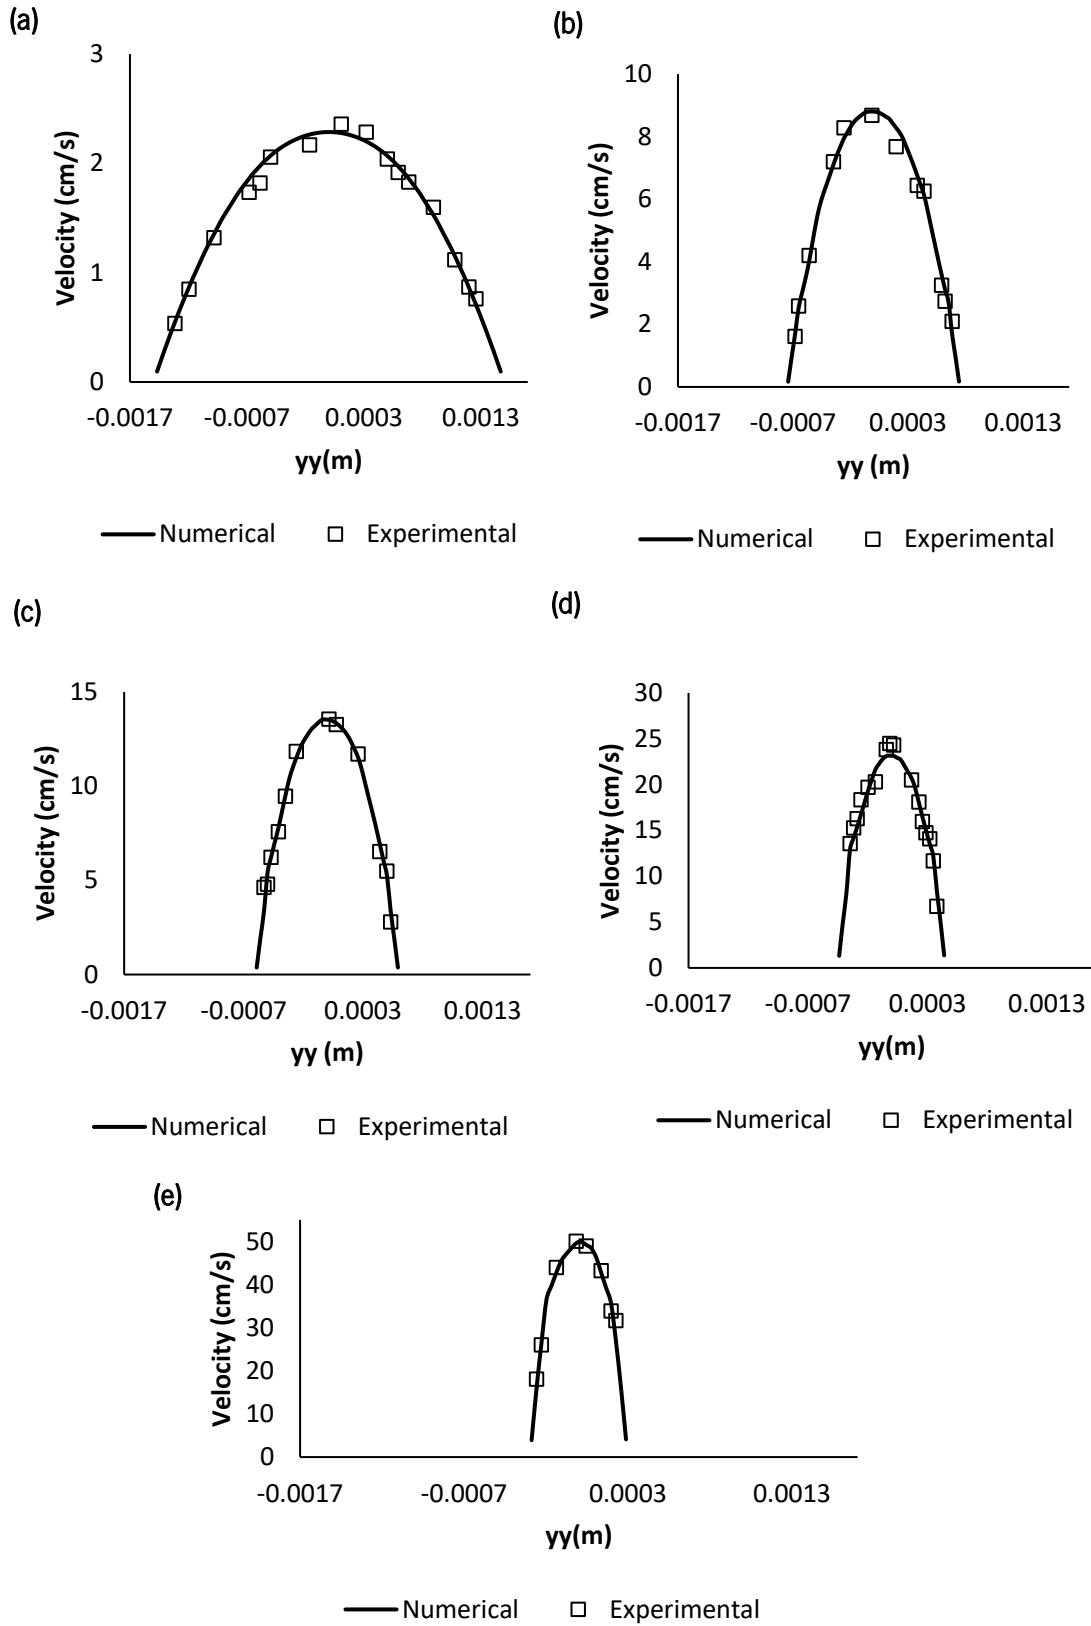 (a)
3
2
1
0
Velocity (cm/s)
-0.0017 -0.0007 0.0003 0.0013
yy(m)
Numerical Experimental
(b)
10
8
6
4
2
0
Velocity (cm/s)
-0.0017 -0.0007 0.0003 0.0013
yy (m)
Numerical Experimental
(c)
15
10
5
0
Velocity (cm/s)
-0.0017 -0.0007 0.0003 0.0013
yy (m)
Numerical Experimental
(d)
30
25
20
15
10
5
0
Velocity (cm/s)
-0.0017 -0.0007 0.0003 0.0013
yy(m)
Numerical Experimental
(e)
50
40
30
20
10
0
Velocity (cm/s)
-0.0017 -0.0007 0.0003 0.0013
yy(m)
Numerical Experimental